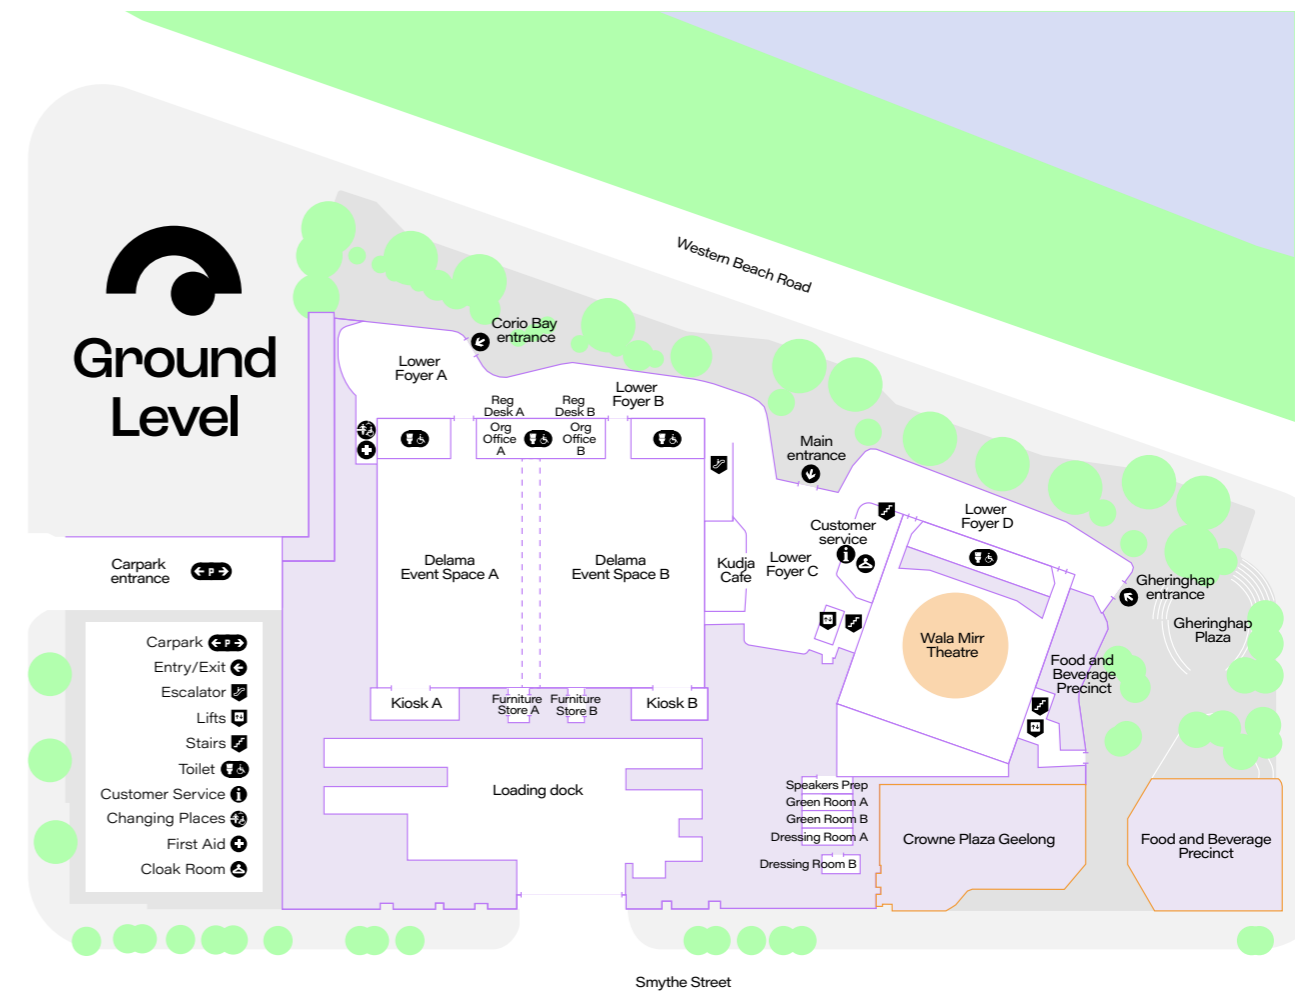 Western Beach Road
Ground
Level
Corio Bay
entrance
Lower
Foyer A
Lower
Foyer B
Reg
Desk A
Reg
Desk B
Org
Office
A
Org
Office
B
Main
entrance
Lower
Foyer D
Customer
service
Carpark
entrance
P
Delama
Event Space A
Delama
Event Space B
Kudja
Cafe
Lower
Foyer C
Gheringhap
entrance
Gheringhap
Plaza
Wala Mirr
Theatre
Food and
Beverage
Precinct
Carpark P
Entry/Exit
Escalator
Lifts
Stairs
Toilet
Customer Service
Changing Places
First Aid
Cloak Room
Kiosk A
Furniture
Store A
Furniture
Store B
Kiosk B
Loading dock
Speakers Prep
Green Room A
Green Room B
Dressing Room A
Dressing Room B
Crowne Plaza Geelong
Food and Beverage
Precinct
Smythe Street